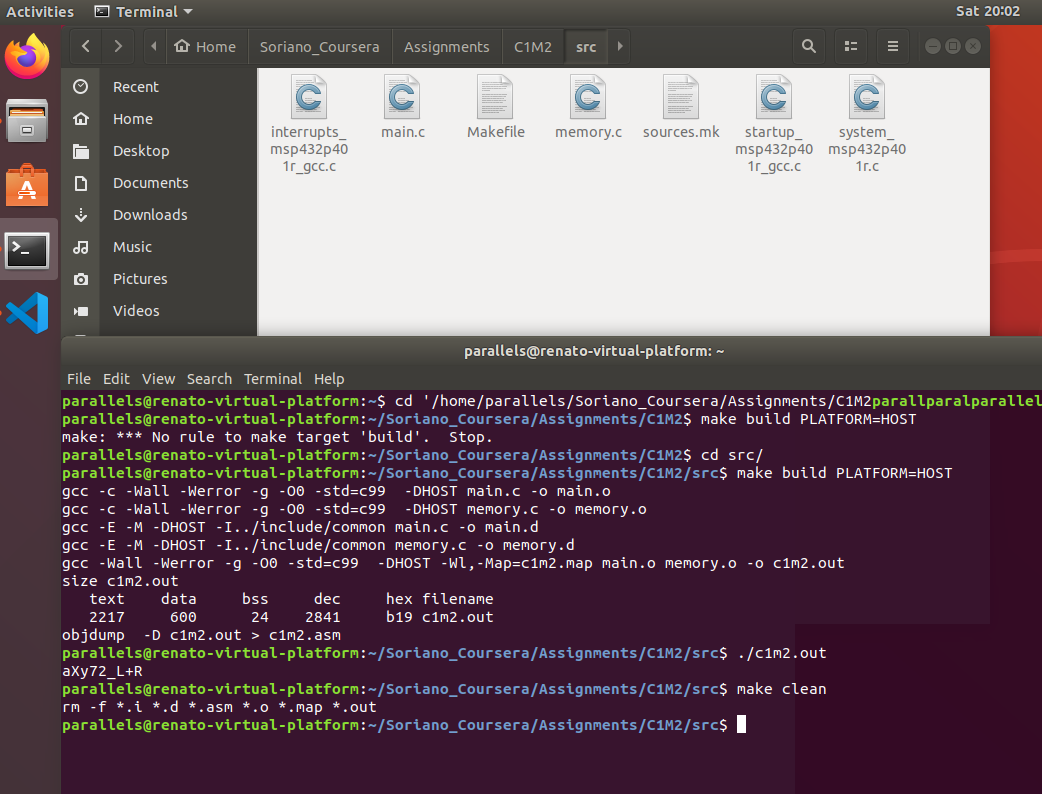 Activities Terminal Sat 20:02
Home Soriano_Coursera Assignments C1M2 src
Recent
Home
Desktop
Documents
Downloads
Music
Pictures
Videos
interrupts_
msp432p40
1r_gcc.c
main.c
Makefile
memory.c
sources.mk
startup_
msp432p40
1r_gcc.c
system_
msp432p40
1r.c
parallels@renato-virtual-platform: ~
File Edit View Search Terminal Help
parallels@renato-virtual-platform:~$ cd '/home/parallels/Soriano_Coursera/Assignments/C1M2parallparalparallel
parallels@renato-virtual-platform:~/Soriano_Coursera/Assignments/C1M2$ make build PLATFORM=HOST
make: *** No rule to make target 'build'.  Stop.
parallels@renato-virtual-platform:~/Soriano_Coursera/Assignments/C1M2$ cd src/
parallels@renato-virtual-platform:~/Soriano_Coursera/Assignments/C1M2/src$ make build PLATFORM=HOST
gcc -c -Wall -Werror -g -O0 -std=c99  -DHOST main.c -o main.o
gcc -c -Wall -Werror -g -O0 -std=c99  -DHOST memory.c -o memory.o
gcc -E -M -DHOST -I../include/common main.c -o main.d
gcc -E -M -DHOST -I../include/common memory.c -o memory.d
gcc -Wall -Werror -g -O0 -std=c99  -DHOST -Wl,-Map=c1m2.map main.o memory.o -o c1m2.out
size c1m2.out
   text    data     bss     dec     hex filename
   2217     600      24    2841     b19 c1m2.out
objdump  -D c1m2.out > c1m2.asm
parallels@renato-virtual-platform:~/Soriano_Coursera/Assignments/C1M2/src$ ./c1m2.out
aXy72_L+R
parallels@renato-virtual-platform:~/Soriano_Coursera/Assignments/C1M2/src$ make clean
rm -f *.i *.d *.asm *.o *.map *.out
parallels@renato-virtual-platform:~/Soriano_Coursera/Assignments/C1M2/src$